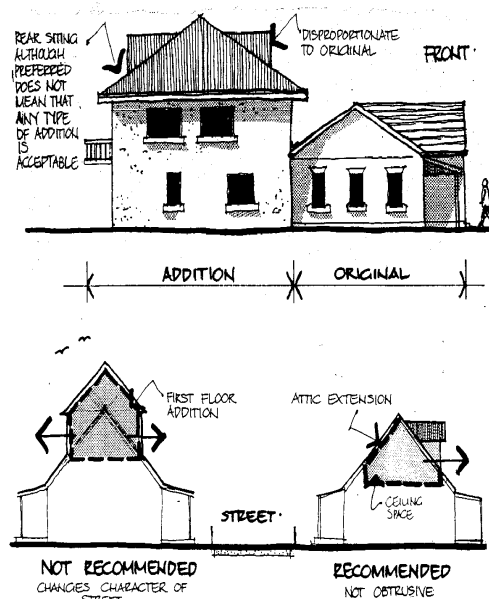 REAR SITING
ALTHOUGH
PREFERRED
DOES NOT
MEAN THAT
ANY TYPE
OF ADDITION
IS
ACCEPTABLE
DISPROPORTIONATE
TO ORIGINAL
FRONT
ADDITION
ORIGINAL
FIRST FLOOR
ADDITION
ATTIC EXTENSION
CEILING
SPACE
STREET
NOT RECOMMENDED
CHANGES CHARACTER OF
STREET
RECOMMENDED
NOT OBTRUSIVE